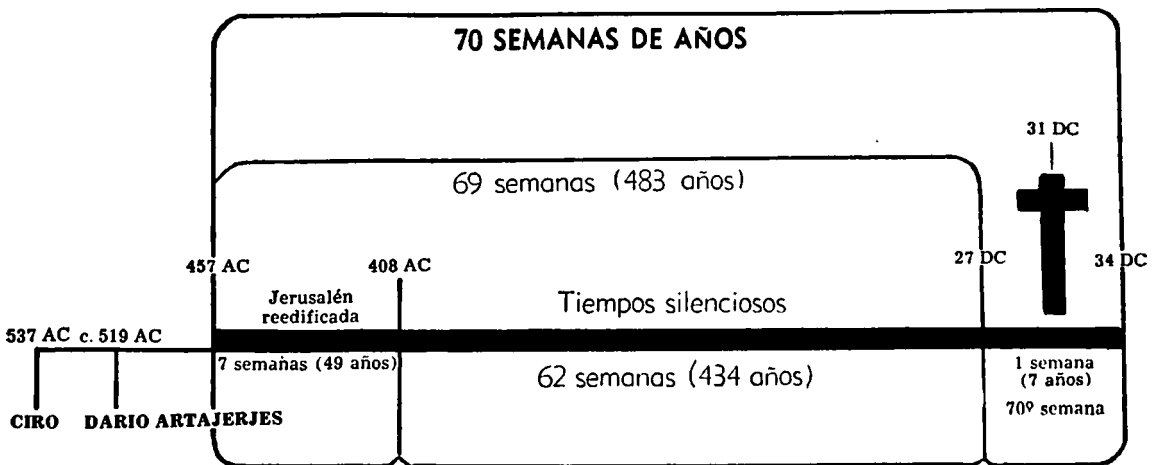 70 SEMANAS DE AÑOS
31 DC
69 semanas (483 años)
457 AC
408 AC
27 DC
34 DC
Jerusalén
reedificada
Tiempos silenciosos
537 AC c. 519 AC
7 semanas (49 años)
62 semanas (434 años)
1 semana
(7 años)
70º semana
CIRO DARIO ARTAJERJES